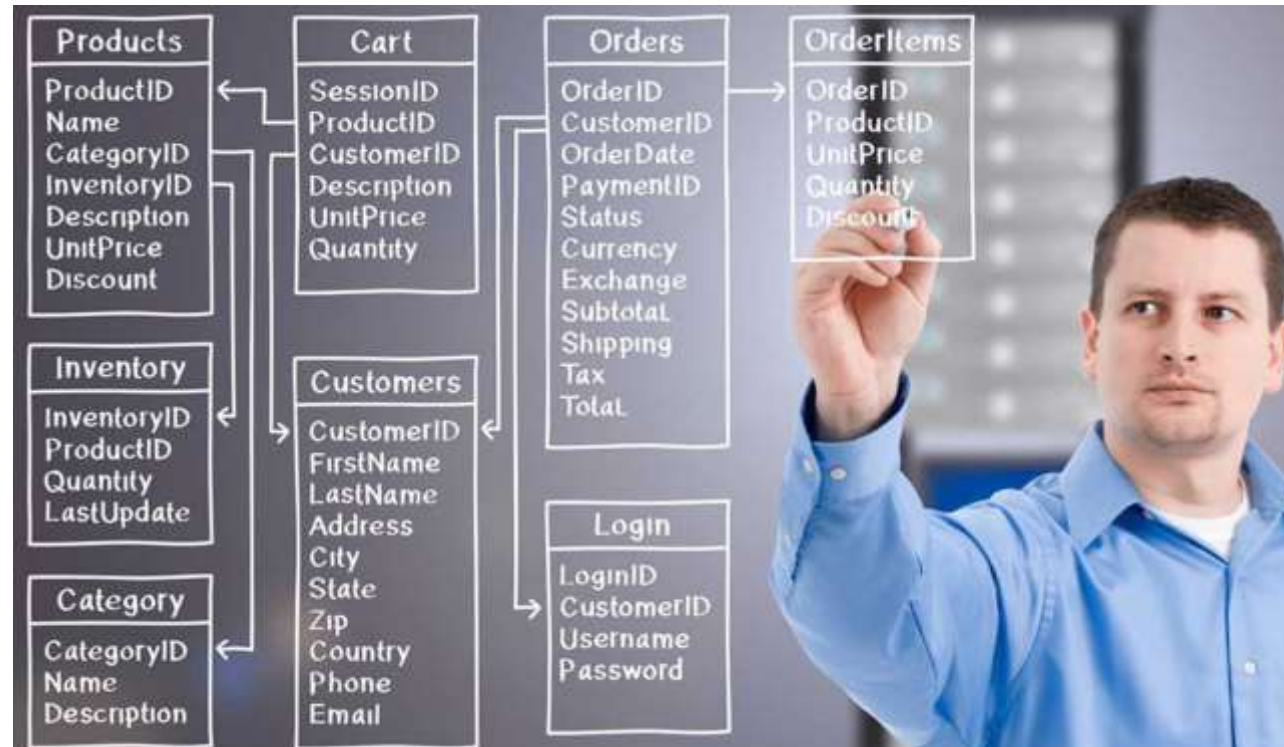 Products
ProductID
Name
CategoryID
InventoryID
Description
UnitPrice
Discount
Cart
SessionID
ProductID
CustomerID
Description
UnitPrice
Quantity
Orders
OrderID
CustomerID
OrderDate
PaymentID
Status
Currency
Exchange
Subtotal
Shipping
Tax
Total
OrderItems
OrderID
ProductID
UnitPrice
Quantity
Discount
Inventory
InventoryID
ProductID
Quantity
LastUpdate
Customers
CustomerID
FirstName
LastName
Address
City
State
Zip
Country
Phone
Email
Login
LoginID
CustomerID
Username
Password
Category
CategoryID
Name
Description